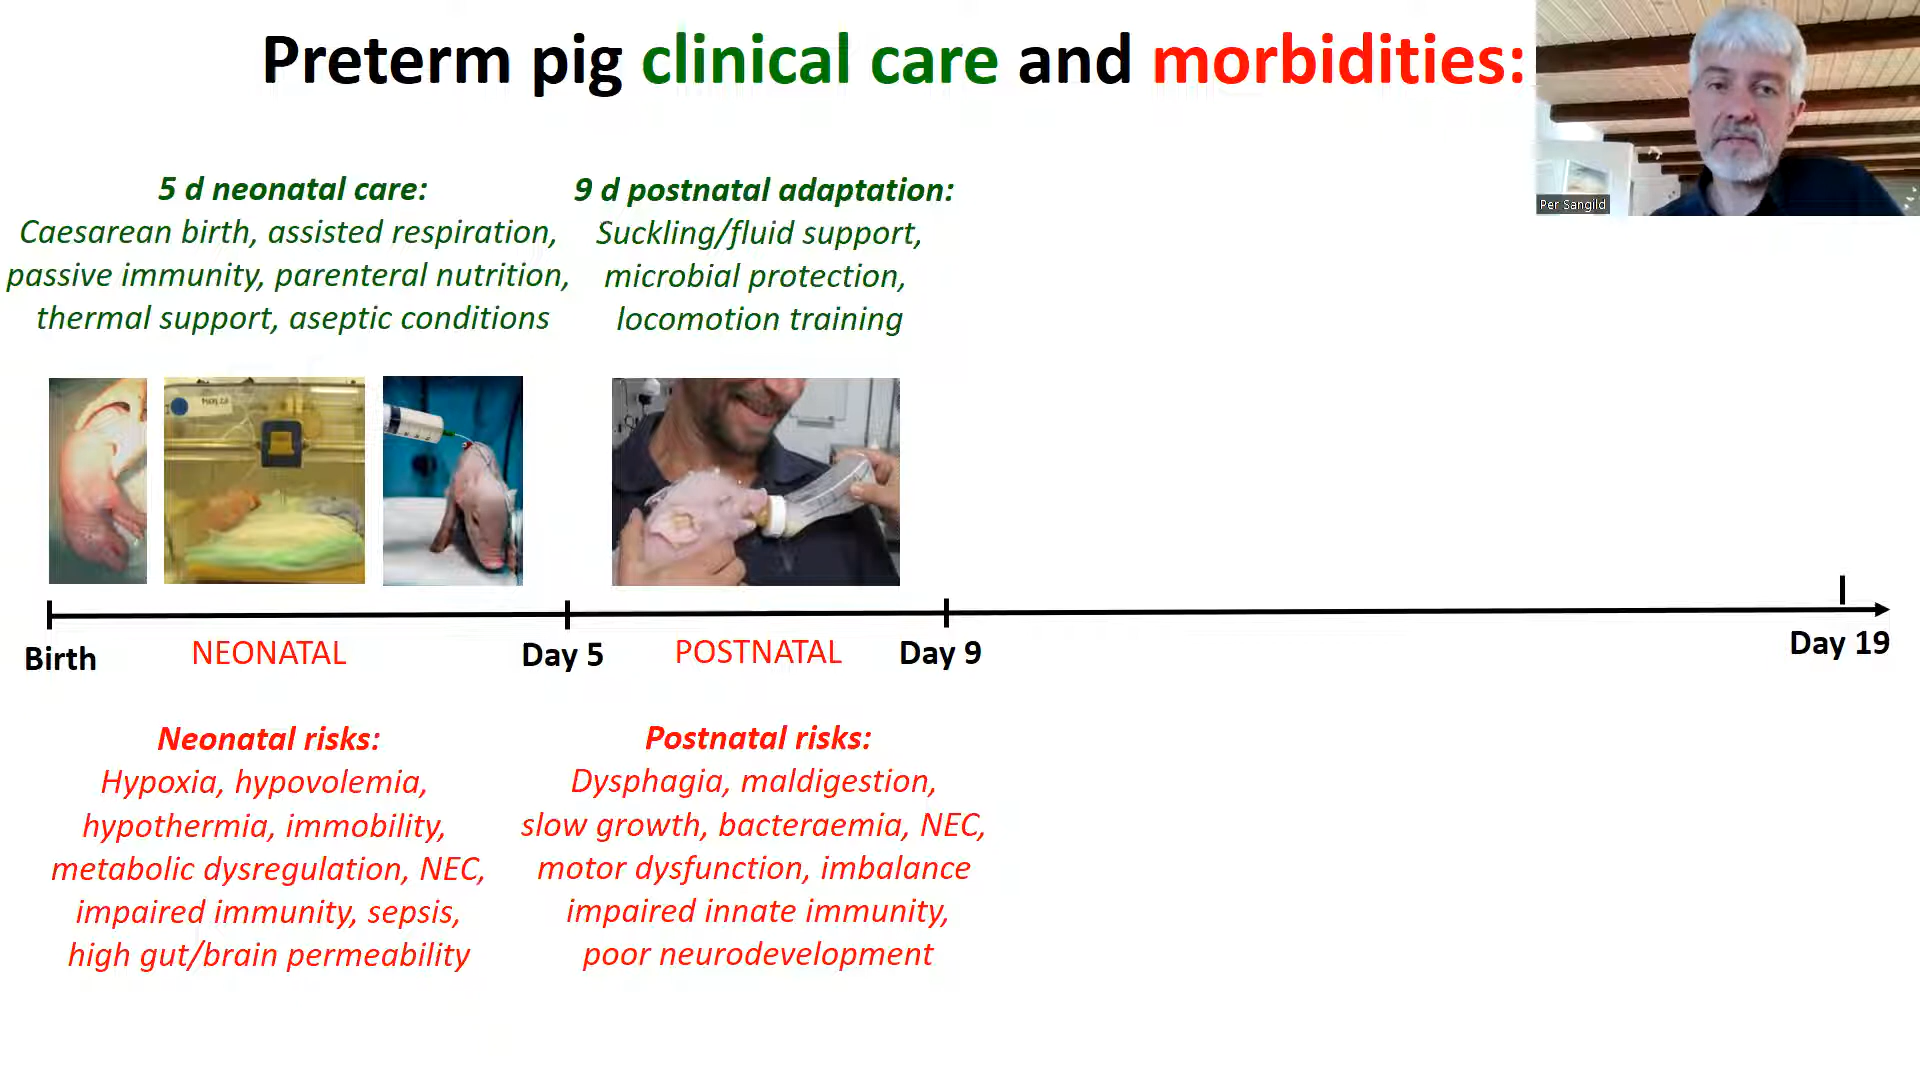 Preterm pig clinical care and morbidities:
Per Sangild
5 d neonatal care:
Caesarean birth, assisted respiration,
passive immunity, parenteral nutrition,
thermal support, aseptic conditions
9 d postnatal adaptation:
Suckling/fluid support,
microbial protection,
locomotion training
Birth
NEONATAL
Day 5
POSTNATAL
Day 9
Day 19
Neonatal risks:
Hypoxia, hypovolemia,
hypothermia, immobility,
metabolic dysregulation, NEC,
impaired immunity, sepsis,
high gut/brain permeability
Postnatal risks:
Dysphagia, maldigestion,
slow growth, bacteraemia, NEC,
motor dysfunction, imbalance
impaired innate immunity,
poor neurodevelopment